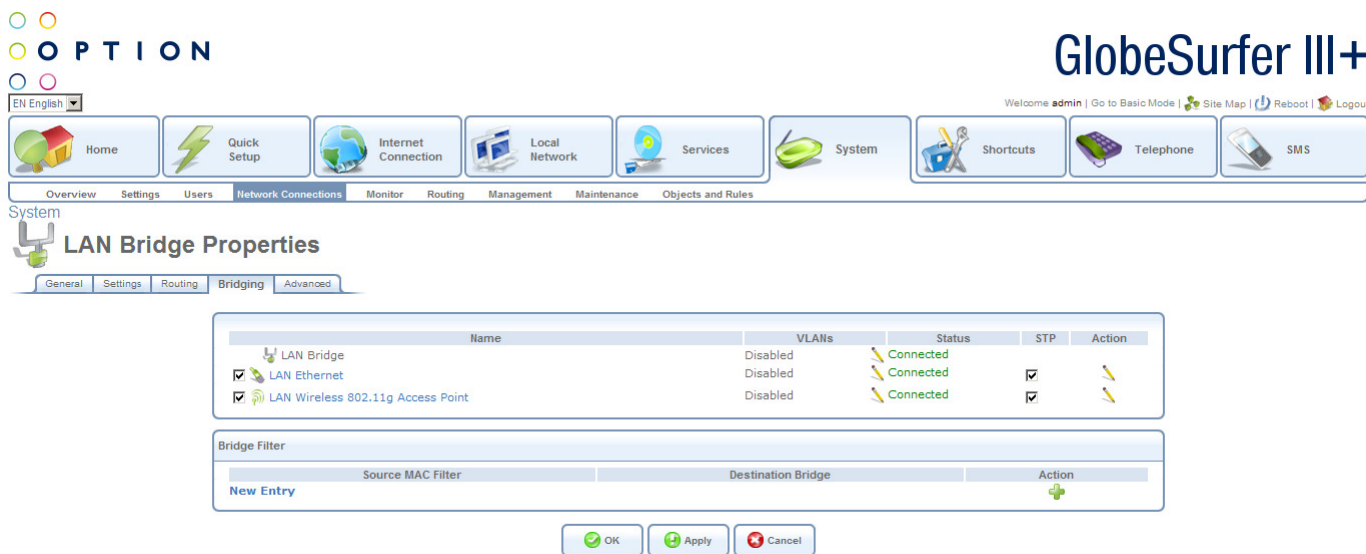 OPTION
GlobeSurfer III+
EN English
Welcome admin | Go to Basic Mode | Site Map | Reboot | Logou
Home
Quick Setup
Internet Connection
Local Network
Services
System
Shortcuts
Telephone
SMS
Overview Settings Users Network Connections Monitor Routing Management Maintenance Objects and Rules
System
LAN Bridge Properties
General Settings Routing Bridging Advanced
Name VLANs Status STP Action
LAN Bridge Disabled Connected
LAN Ethernet Disabled Connected
LAN Wireless 802.11g Access Point Disabled Connected
Bridge Filter
Source MAC Filter Destination Bridge Action
New Entry
OK Apply Cancel